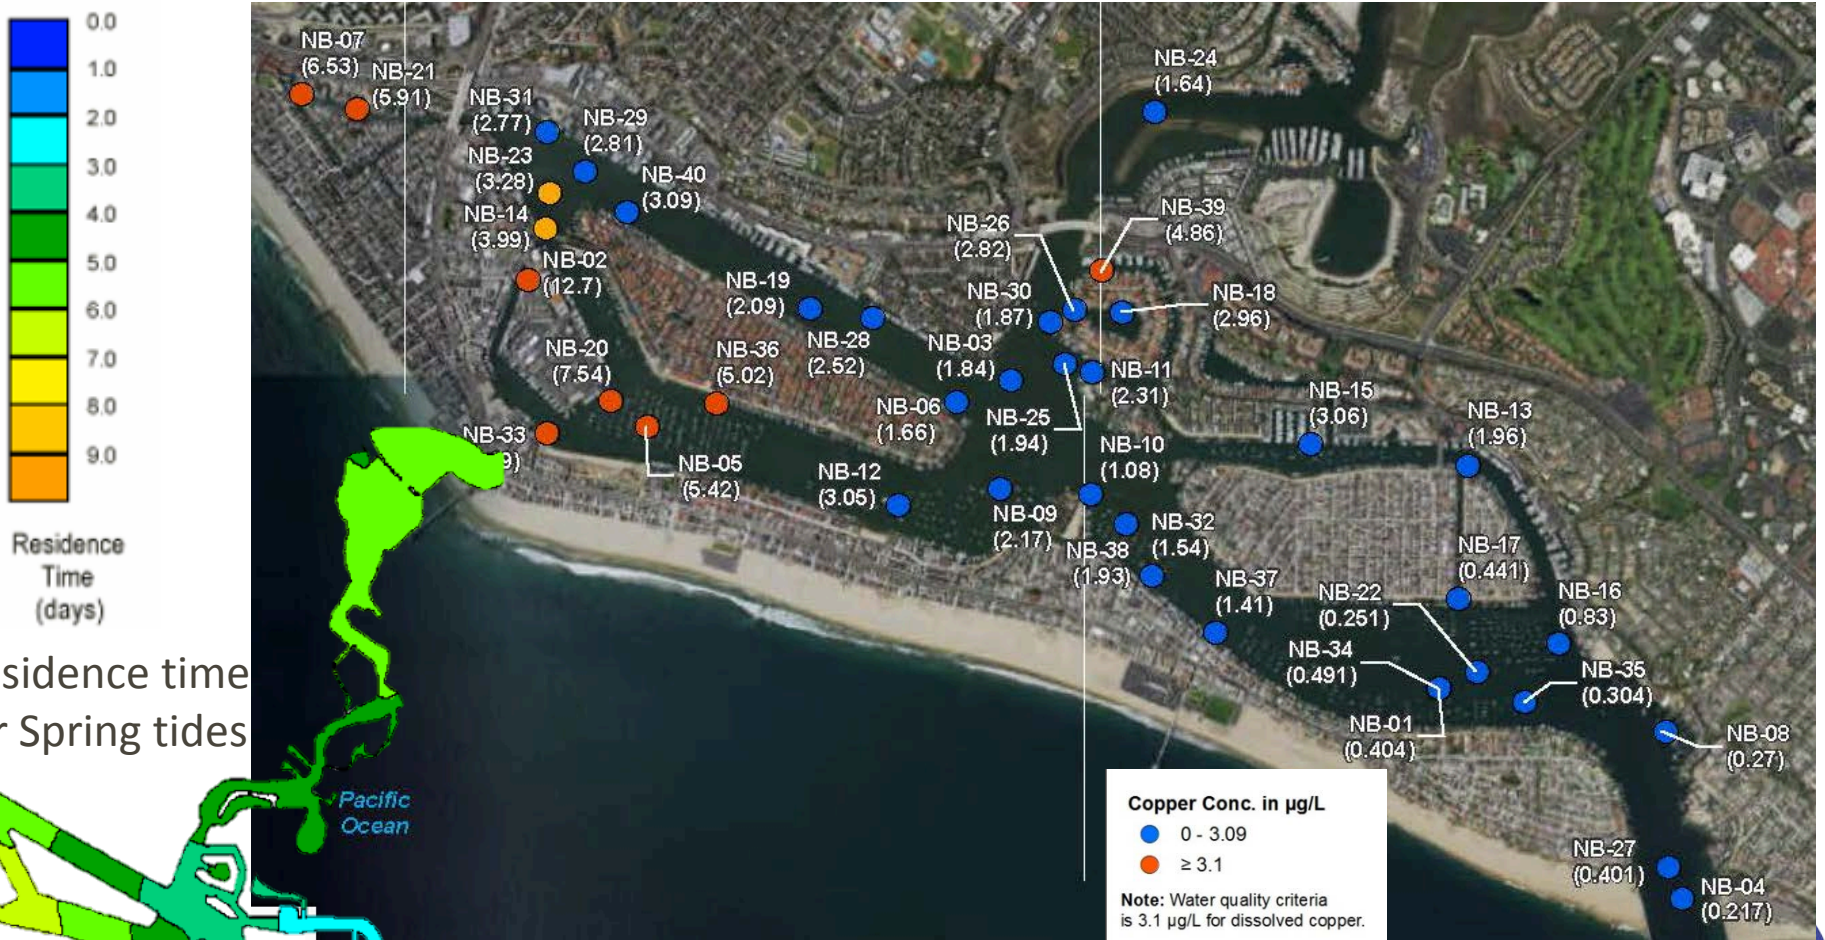 0.0
1.0
2.0
3.0
4.0
5.0
6.0
7.0
8.0
9.0
Residence
Time
(days)
sidence time
r Spring tides
Pacific
Ocean
NB-07
(6.53)
NB-21
(5.91)
NB-31
(2.77)
NB-29
(2.81)
NB-23
(3.28)
NB-40
(3.09)
NB-14
(3.99)
NB-02
(12.7)
NB-24
(1.64)
NB-39
(4.86)
NB-26
(2.82)
NB-19
(2.09)
NB-30
(1.87)
NB-18
(2.96)
NB-20
(7.54)
NB-36
(5.02)
NB-28
(2.52)
NB-03
(1.84)
NB-11
(2.31)
NB-15
(3.06)
NB-13
(1.96)
NB-06
(1.66)
NB-25
(1.94)
NB-33
9)
NB-05
(5.42)
NB-12
(3.05)
NB-10
(1.08)
NB-09
(2.17)
NB-32
(1.54)
NB-38
(1.93)
NB-37
(1.41)
NB-17
(0.441)
NB-22
(0.251)
NB-16
(0.83)
NB-34
(0.491)
NB-35
(0.304)
NB-01
(0.404)
NB-08
(0.27)
NB-27
(0.401)
NB-04
(0.217)
Copper Conc. in µg/L
0 - 3.09
≥ 3.1
Note: Water quality criteria
is 3.1 µg/L for dissolved copper.